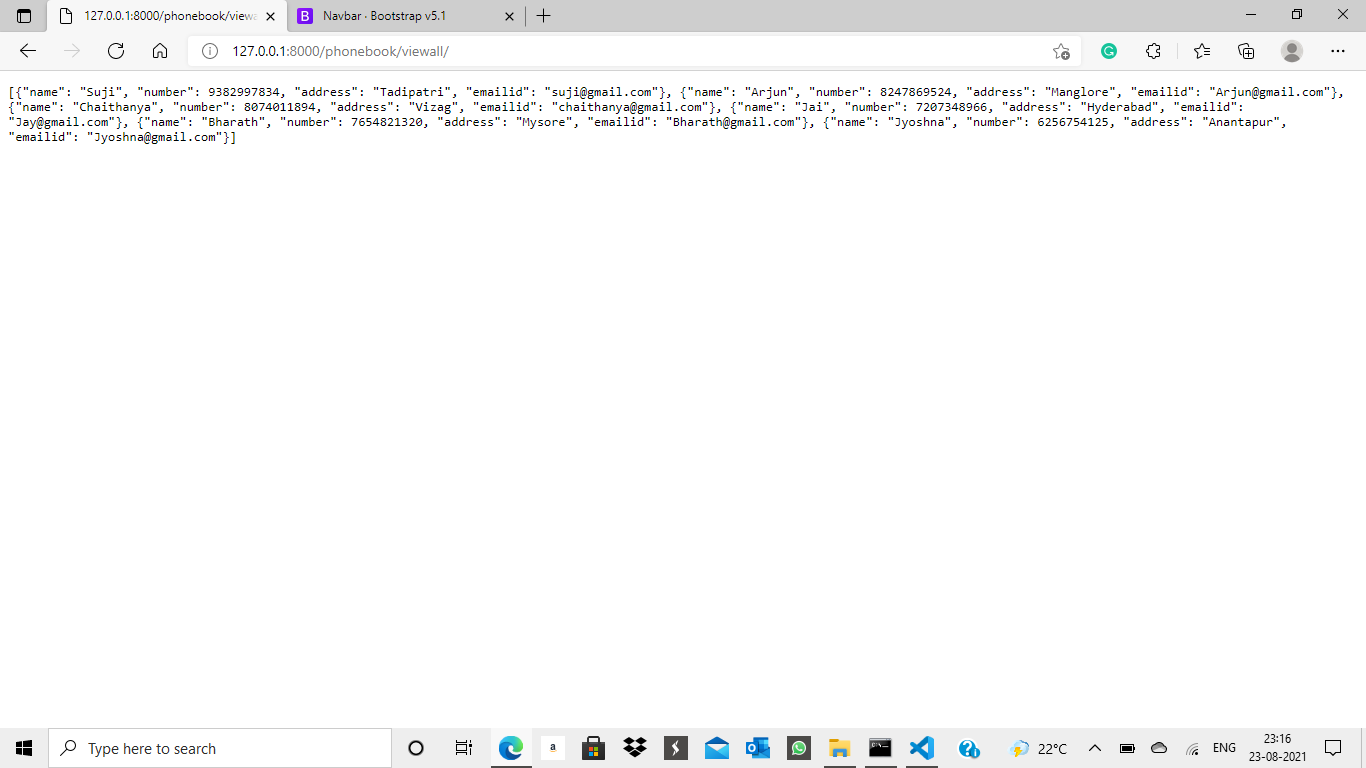 127.0.0.1:8000/phonebook/viewa
B Navbar · Bootstrap v5.1
127.0.0.1:8000/phonebook/viewall/
[{"name": "Suji", "number": 9382997834, "address": "Tadipatri", "emailid": "suji@gmail.com"}, {"name": "Arjun", "number": 8247869524, "address": "Manglore", "emailid": "Arjun@gmail.com"},
{"name": "Chaithanya", "number": 8074011894, "address": "Vizag", "emailid": "chaithanya@gmail.com"}, {"name": "Jai", "number": 7207348966, "address": "Hyderabad", "emailid":
"Jay@gmail.com"}, {"name": "Bharath", "number": 7654821320, "address": "Mysore", "emailid": "Bharath@gmail.com"}, {"name": "Jyoshna", "number": 6256754125, "address": "Anantapur",
"emailid": "Jyoshna@gmail.com"}]
Type here to search
a
22°C
ENG
23:16
23-08-2021